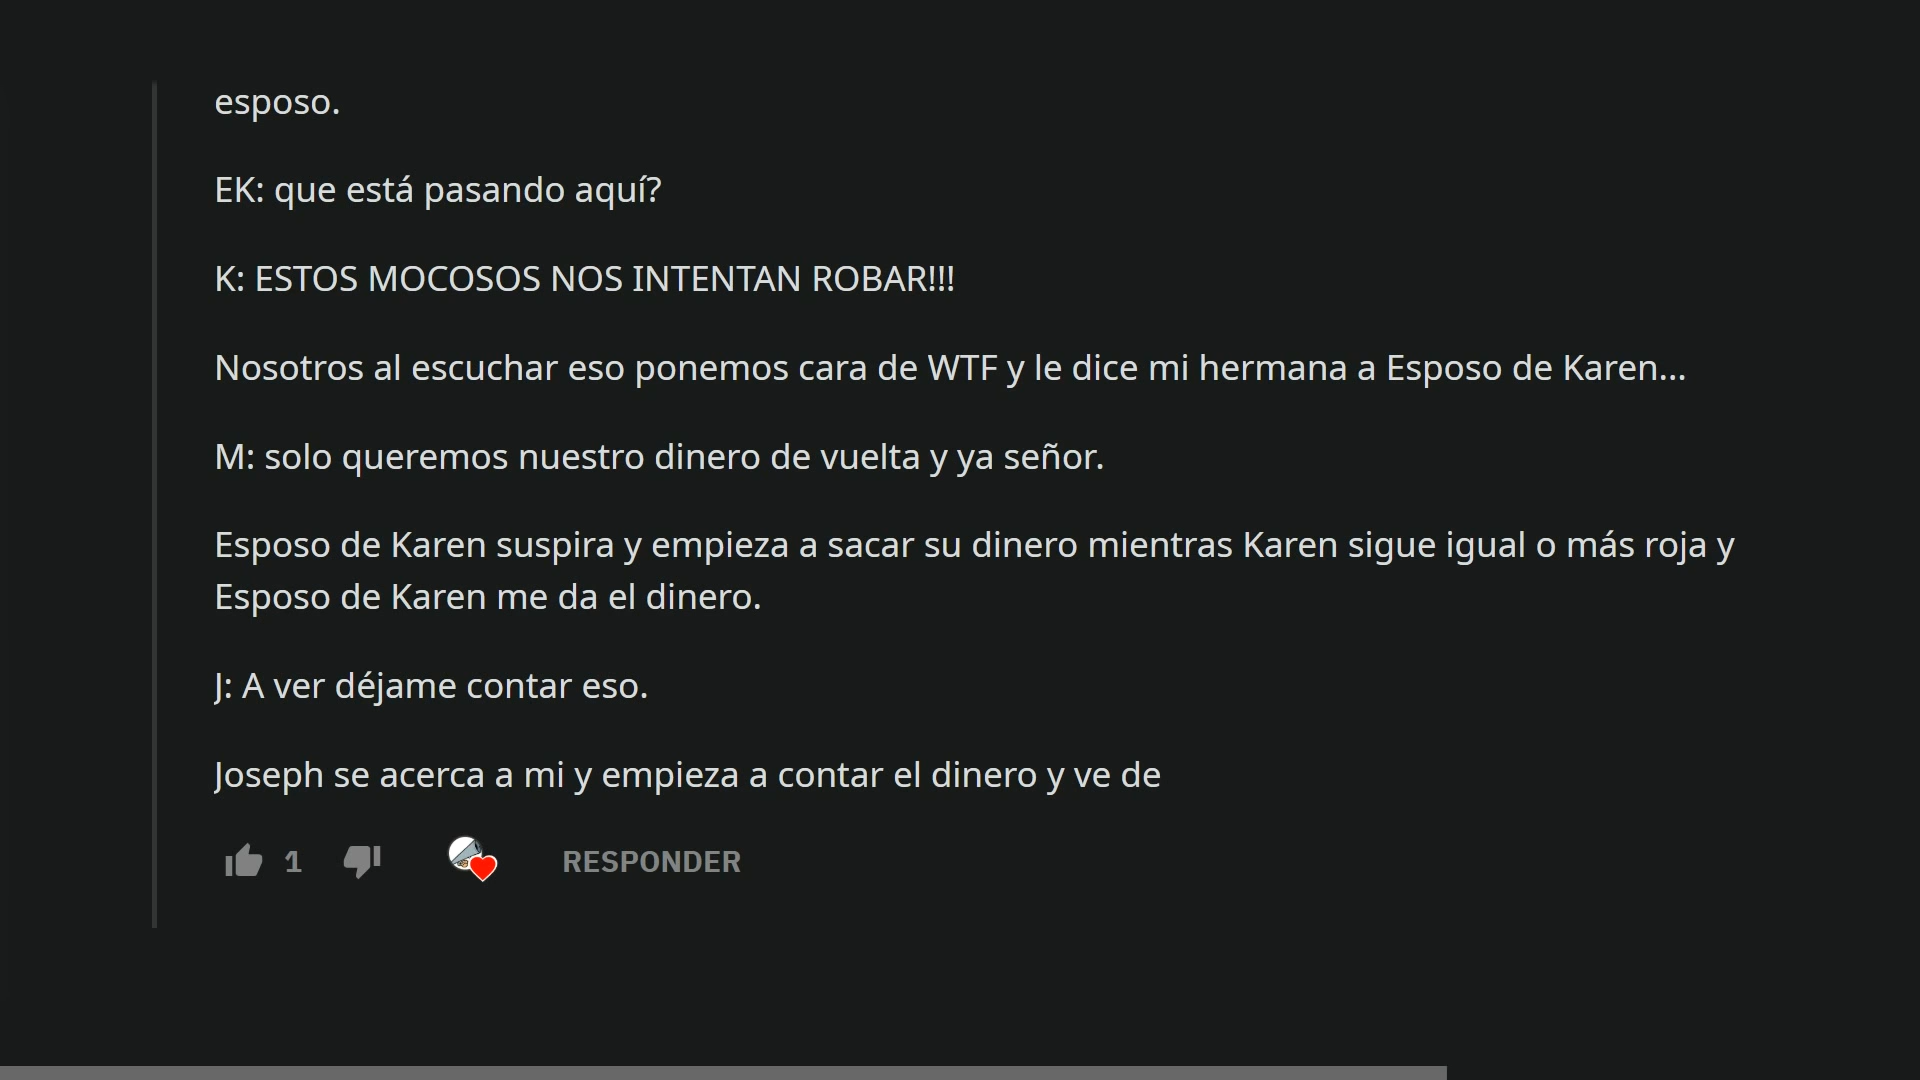 esposo.
EK: que está pasando aquí?
K: ESTOS MOCOSOS NOS INTENTAN ROBAR!!!
Nosotros al escuchar eso ponemos cara de WTF y le dice mi hermana a Esposo de Karen...
M: solo queremos nuestro dinero de vuelta y ya señor.
Esposo de Karen suspira y empieza a sacar su dinero mientras Karen sigue igual o más roja y
Esposo de Karen me da el dinero.
J: A ver déjame contar eso.
Joseph se acerca a mi y empieza a contar el dinero y ve de
1 RESPONDER